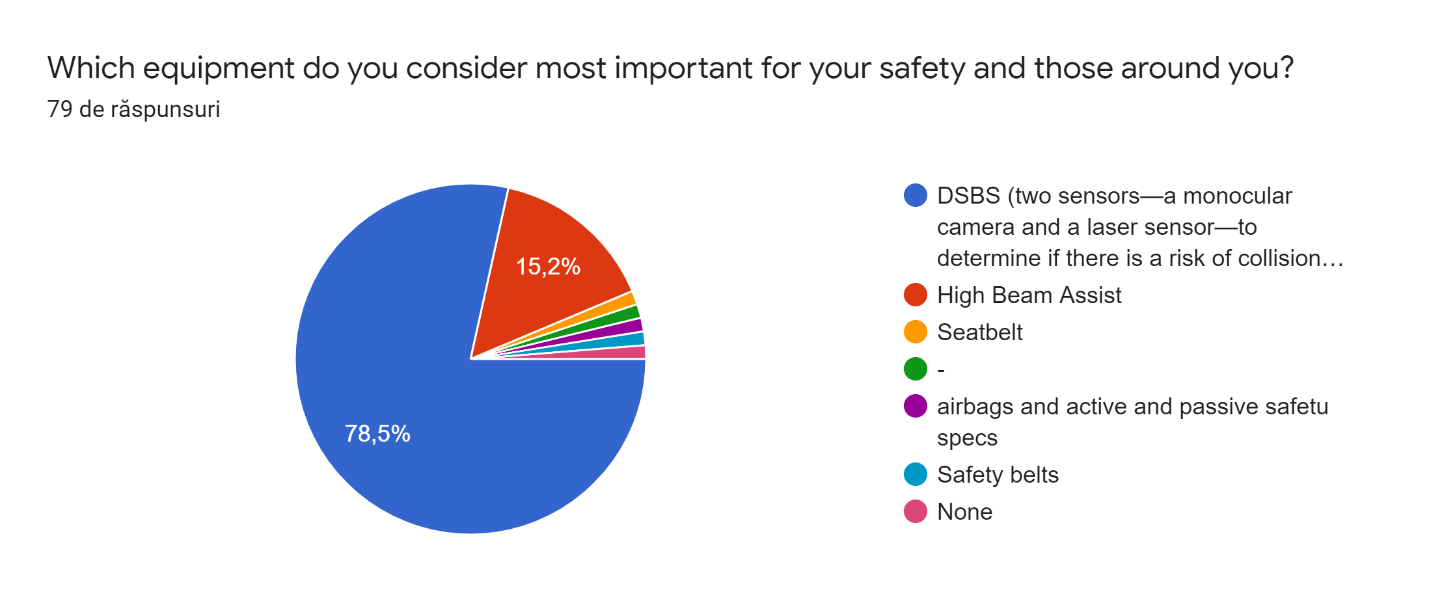 Which equipment do you consider most important for your safety and those around you?
79 de răspunsuri
15,2%
78,5%
DSBS (two sensors—a monocular
camera and a laser sensor—to
determine if there is a risk of collision…
High Beam Assist
Seatbelt
-
airbags and active and passive safetu
specs
Safety belts
None